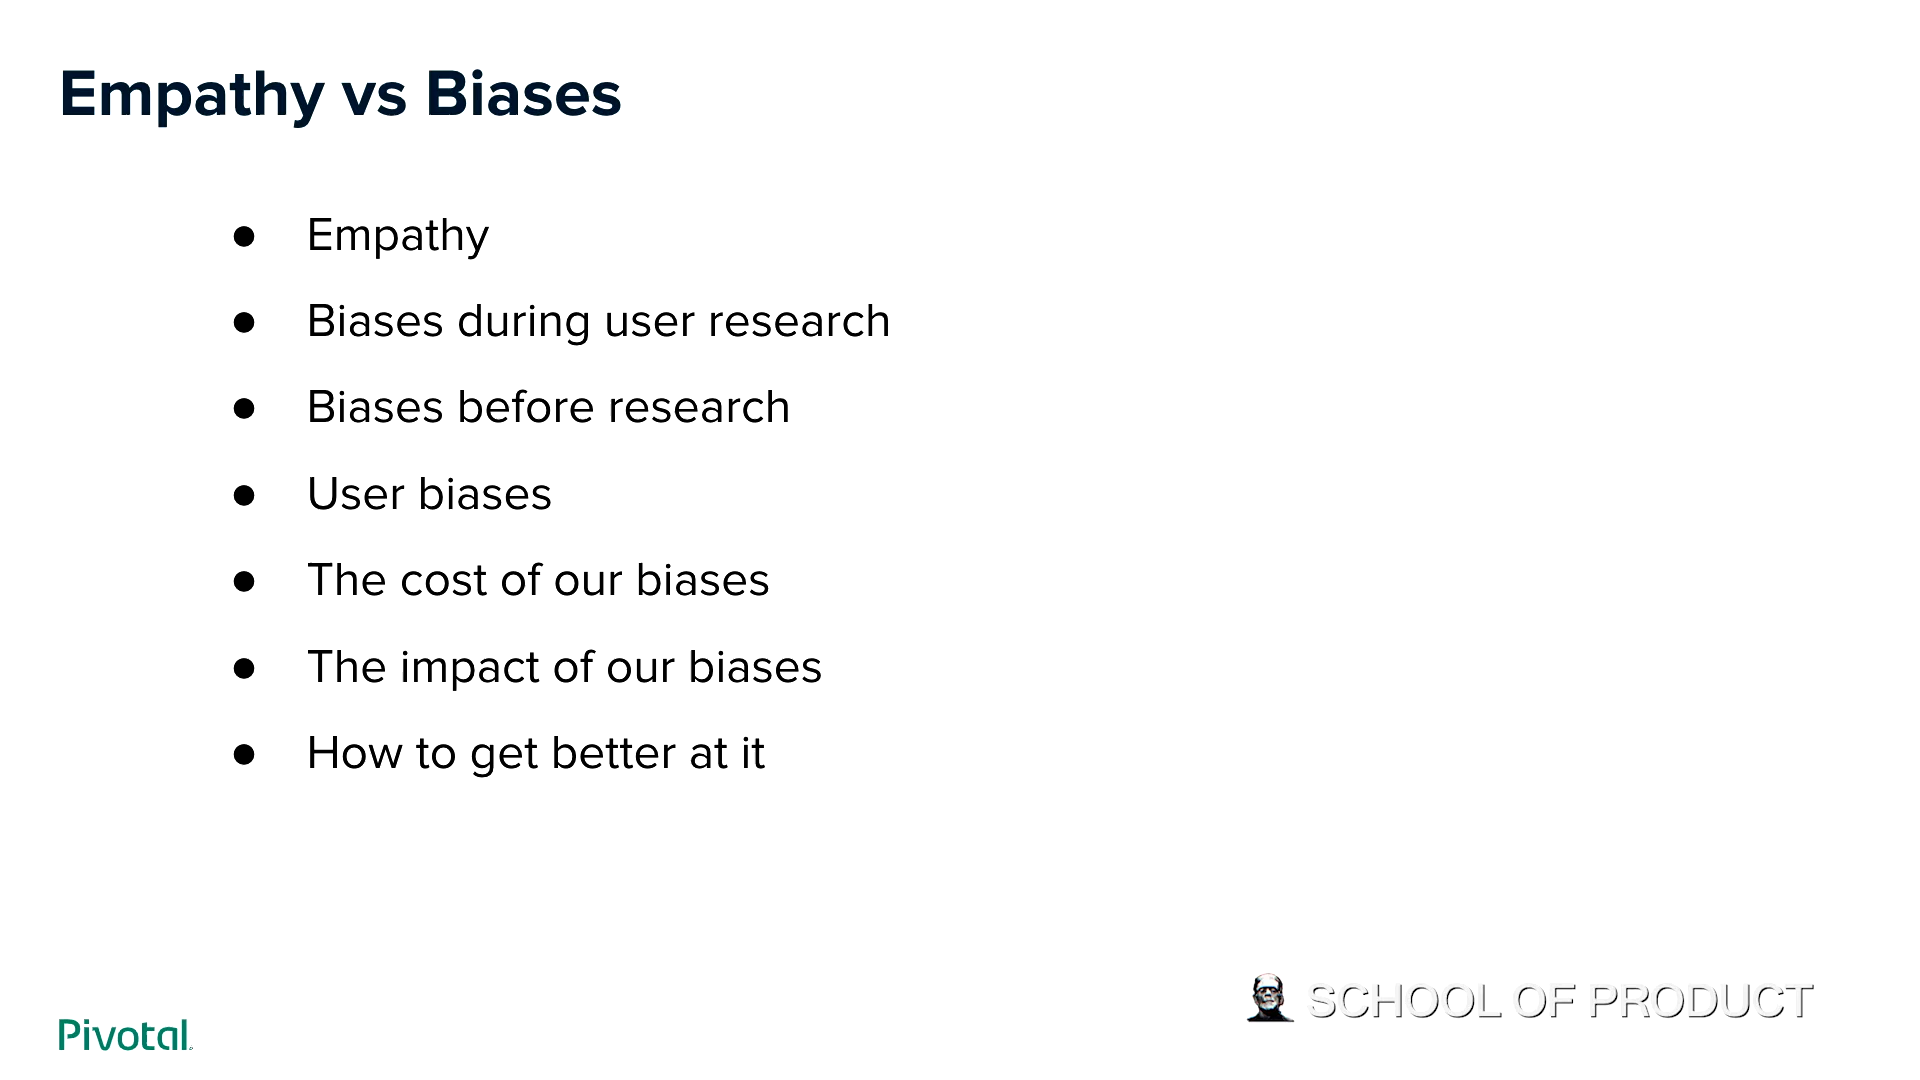 Empathy vs Biases
● Empathy
● Biases during user research
● Biases before research
● User biases
● The cost of our biases
● The impact of our biases
● How to get better at it
SCHOOL OF PRODUCT
Pivotal